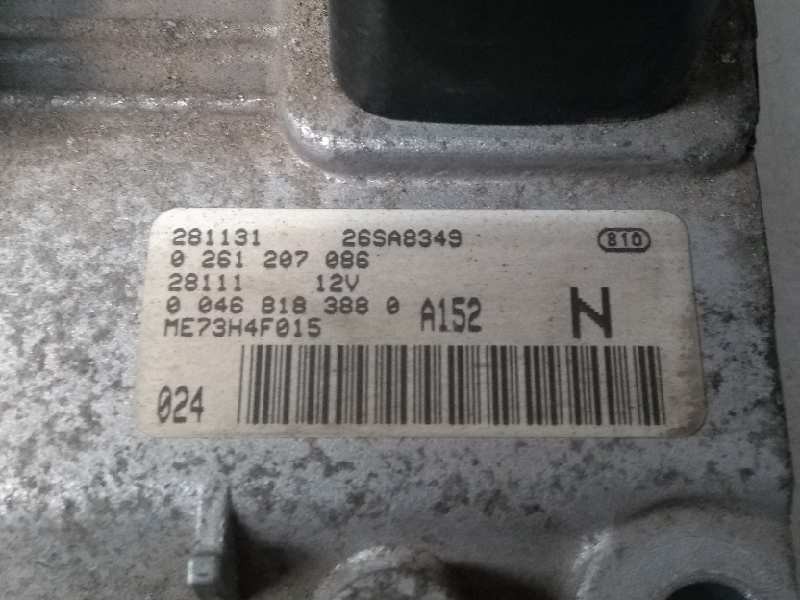 281131 26SA8349 810
0 261 207 086
28111 12V
0 046 818 388 0 A152 N
ME73H4F015
024